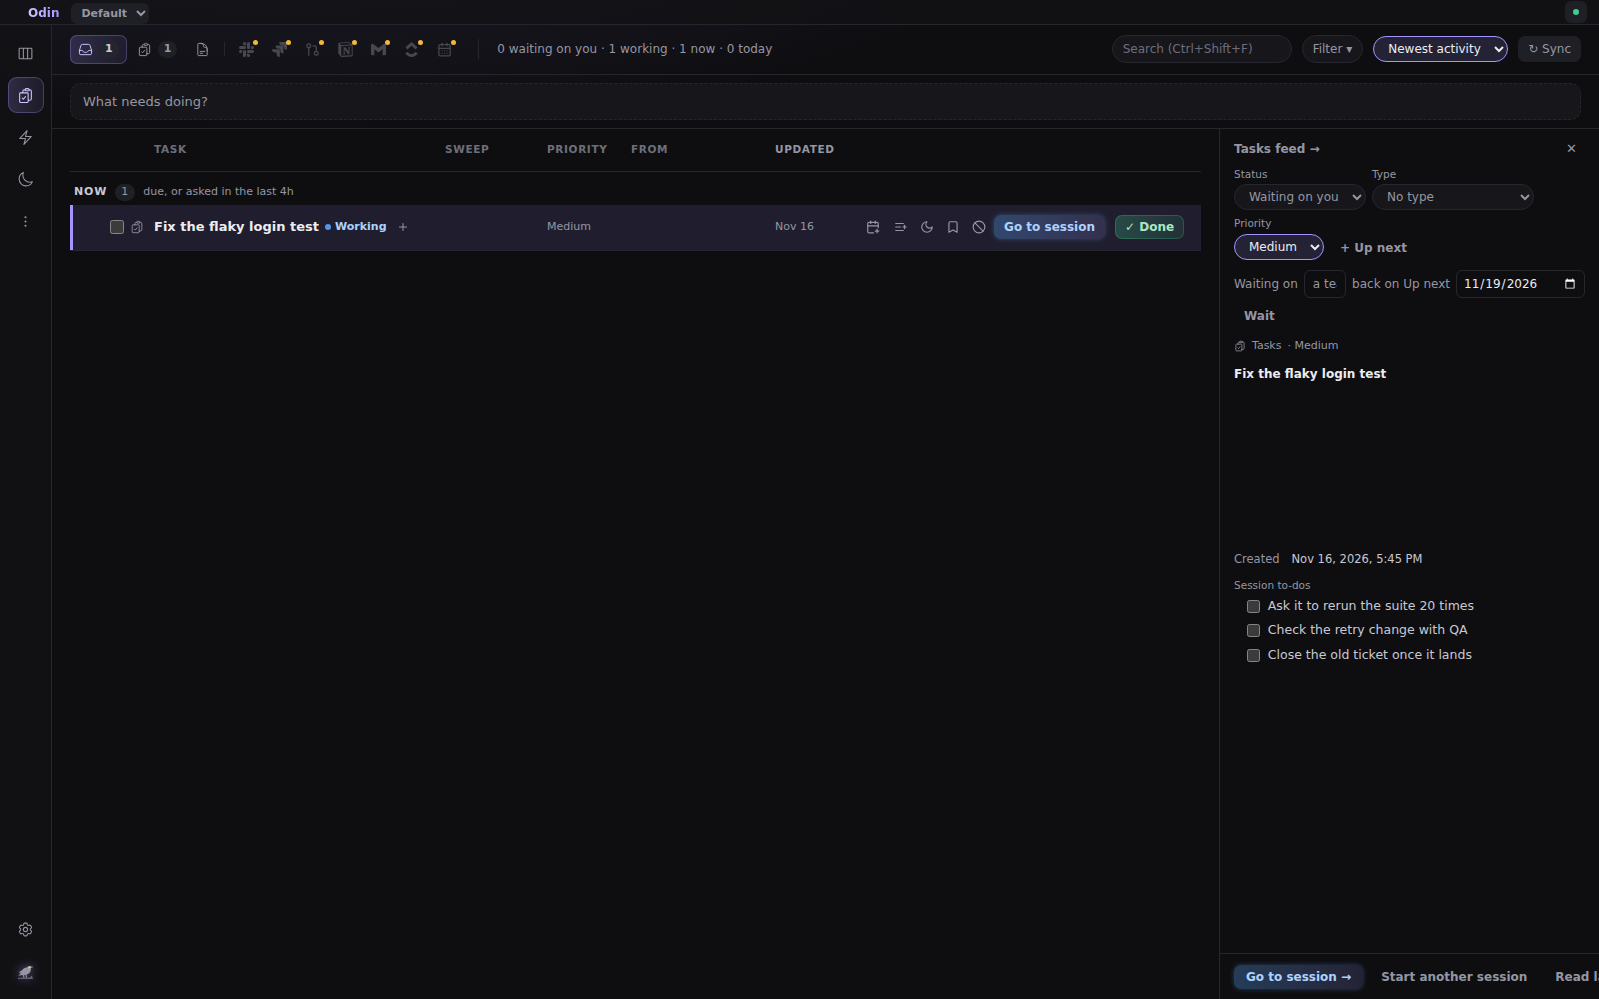 Odin Default
1 1 0 waiting on you · 1 working · 1 now · 0 today Search (Ctrl+Shift+F) Filter ▾ Newest activity ↻ Sync
What needs doing?
TASK SWEEP PRIORITY FROM UPDATED
NOW 1 due, or asked in the last 4h
Fix the flaky login test Working + Medium Nov 16 Go to session ✓ Done
Tasks feed →
Status Type
Waiting on you No type
Priority
Medium + Up next
Waiting on a te back on Up next 11/19/2026
Wait
Tasks · Medium
Fix the flaky login test
Created Nov 16, 2026, 5:45 PM
Session to-dos
Ask it to rerun the suite 20 times
Check the retry change with QA
Close the old ticket once it lands
Go to session → Start another session Read l